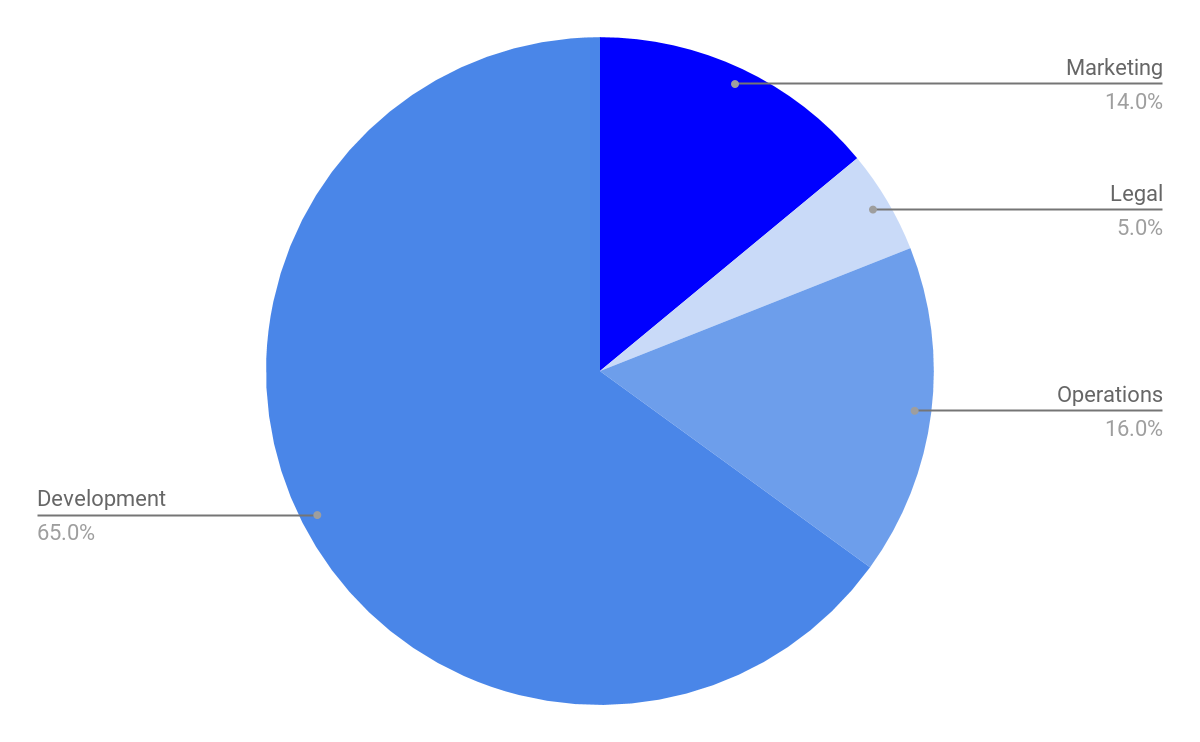 Marketing
14.0%
Legal
5.0%
Operations
16.0%
Development
65.0%